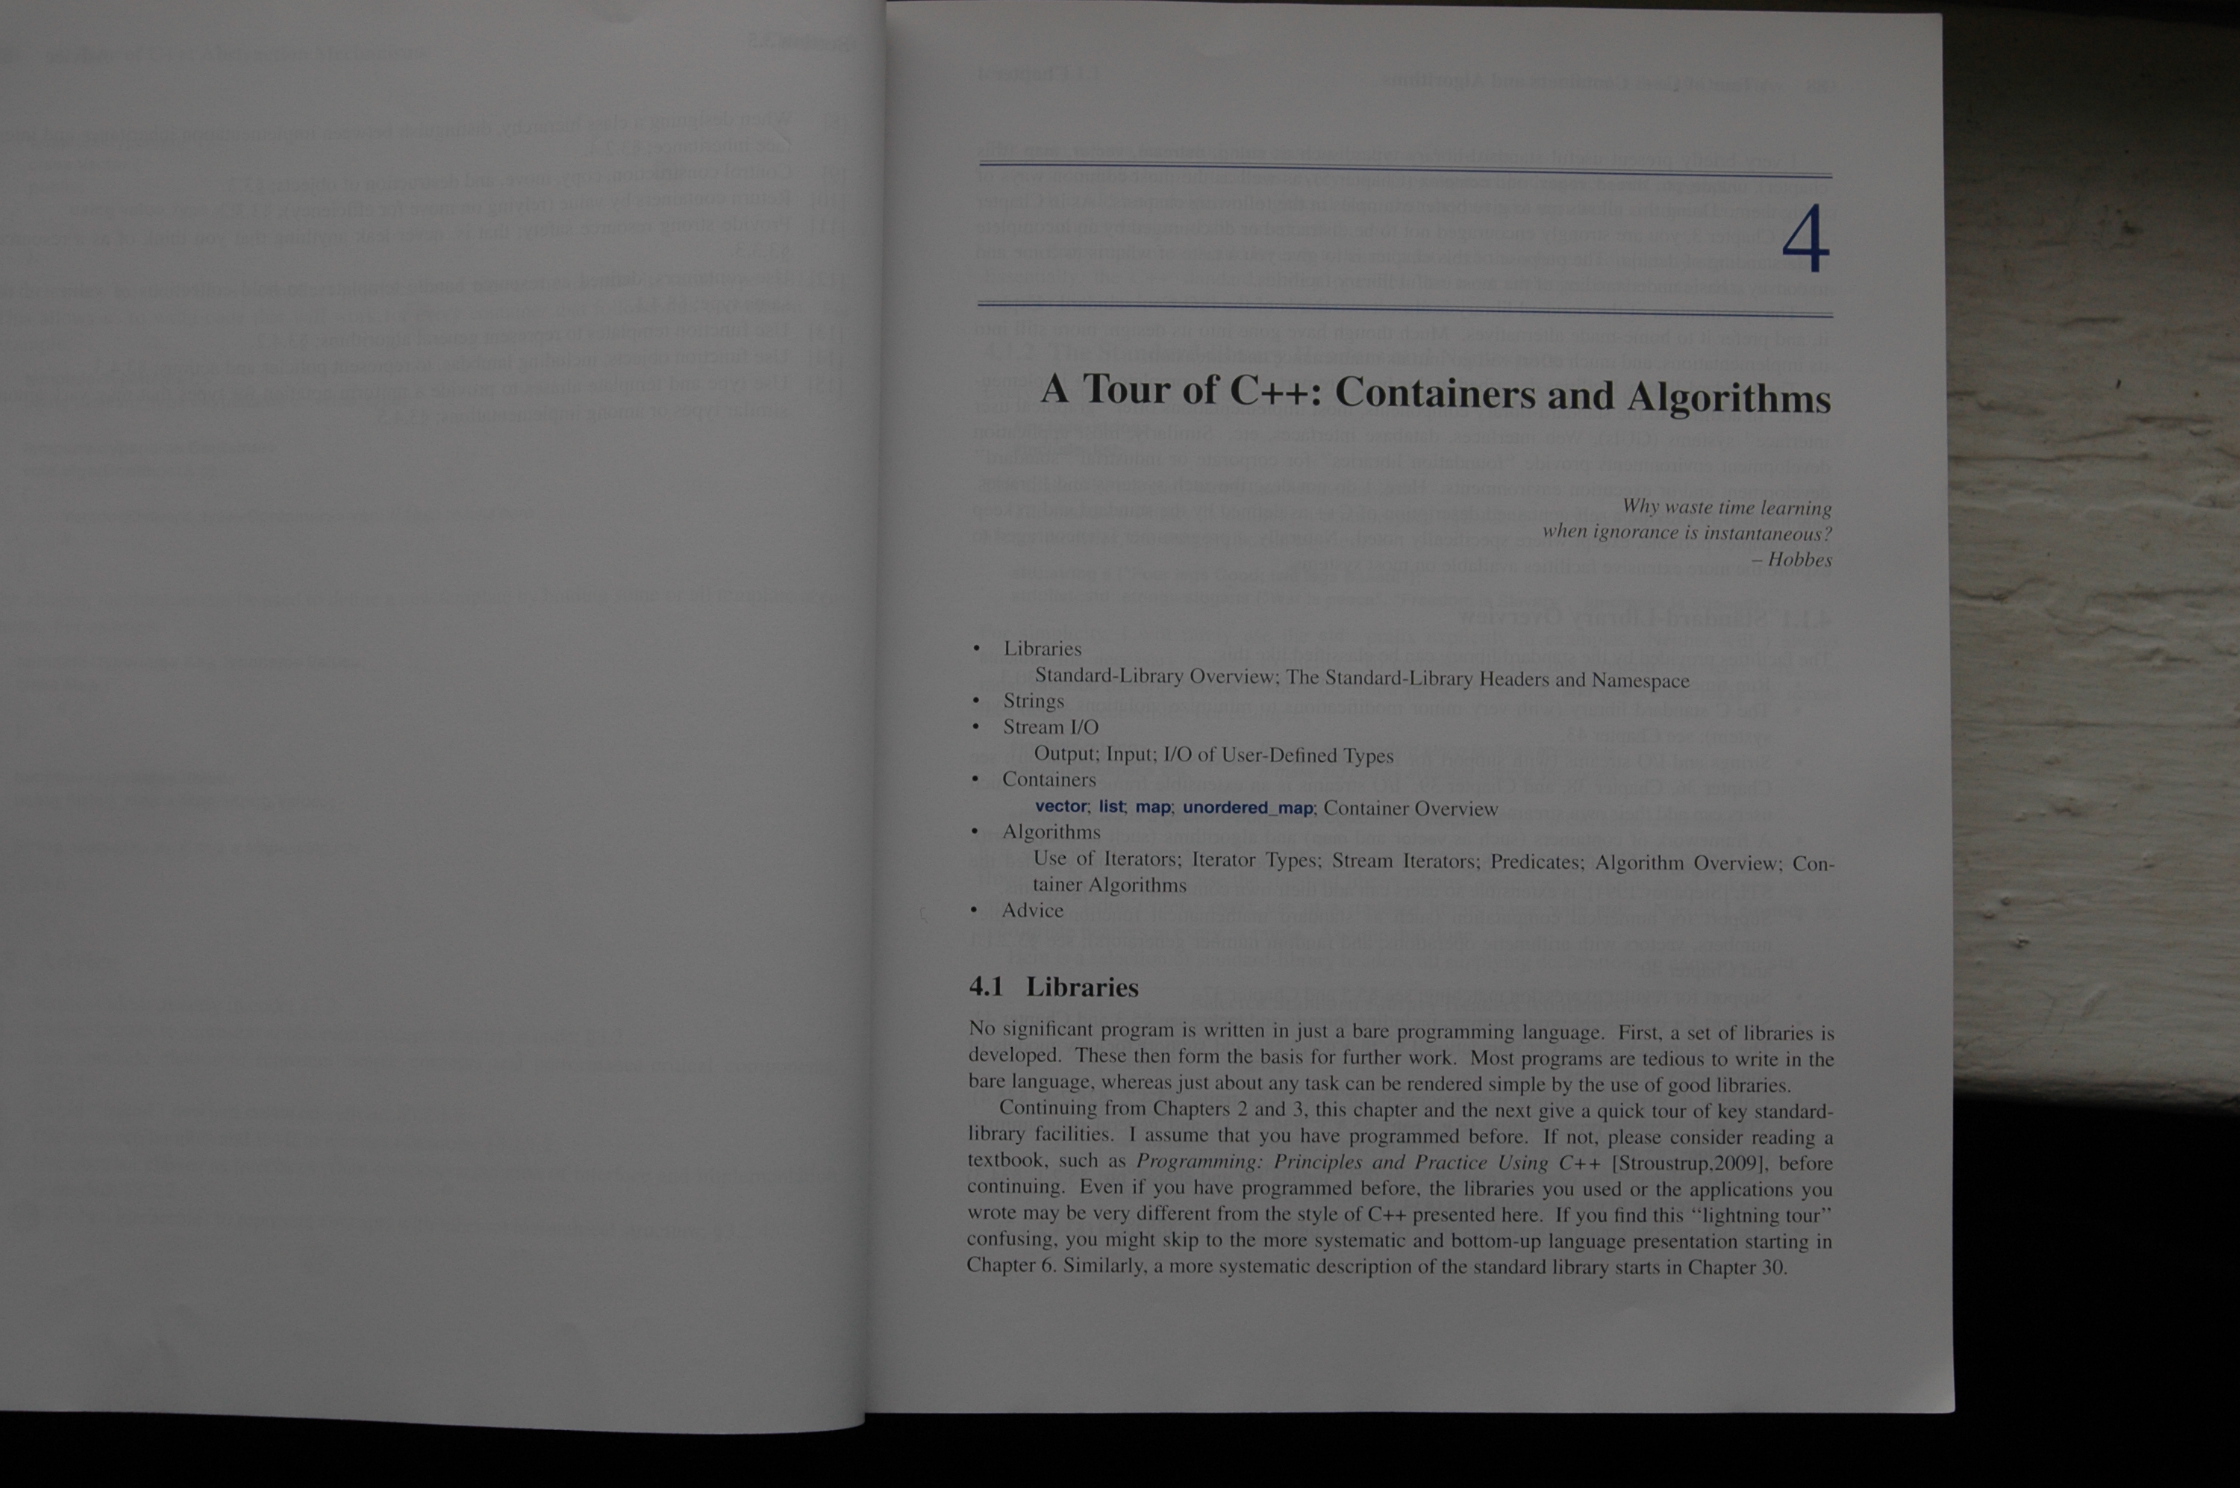 4
A Tour of C++: Containers and Algorithms
Why waste time learning
when ignorance is instantaneous?
– Hobbes
• Libraries
Standard-Library Overview; The Standard-Library Headers and Namespace
• Strings
• Stream I/O
Output; Input; I/O of User-Defined Types
• Containers
vector; list; map; unordered_map; Container Overview
• Algorithms
Use of Iterators; Iterator Types; Stream Iterators; Predicates; Algorithm Overview; Con-
tainer Algorithms
• Advice
4.1 Libraries
No significant program is written in just a bare programming language. First, a set of libraries is
developed. These then form the basis for further work. Most programs are tedious to write in the
bare language, whereas just about any task can be rendered simple by the use of good libraries.
Continuing from Chapters 2 and 3, this chapter and the next give a quick tour of key standard-
library facilities. I assume that you have programmed before. If not, please consider reading a
textbook, such as Programming: Principles and Practice Using C++ [Stroustrup,2009], before
continuing. Even if you have programmed before, the libraries you used or the applications you
wrote may be very different from the style of C++ presented here. If you find this “lightning tour”
confusing, you might skip to the more systematic and bottom-up language presentation starting in
Chapter 6. Similarly, a more systematic description of the standard library starts in Chapter 30.